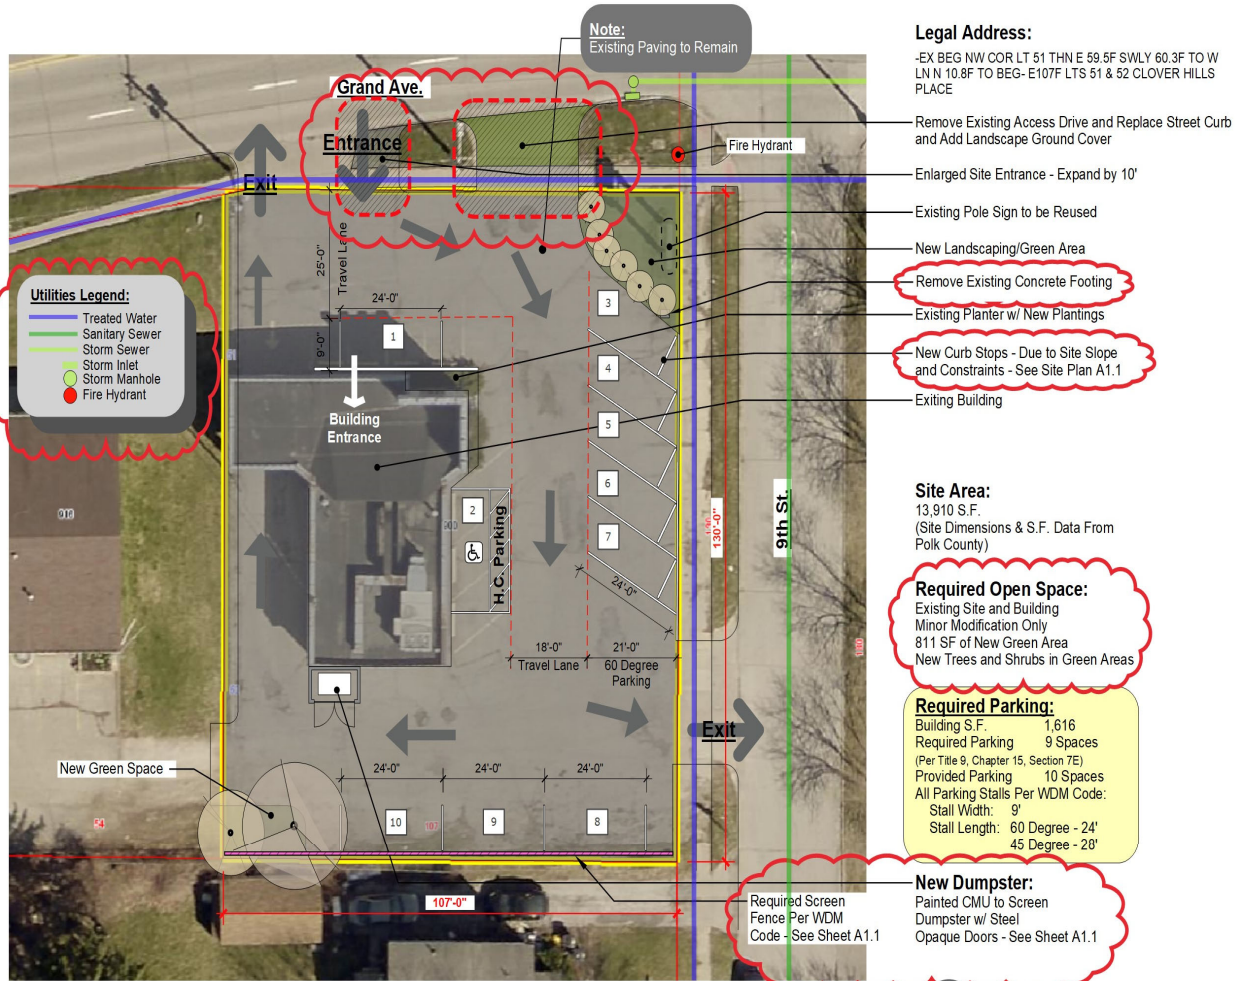 Note:
Existing Paving to Remain
Legal Address:
-EX BEG NW COR LT 51 THN E 59.5F SWLY 60.3F TO W
LN N 10.8F TO BEG- E107F LTS 51 & 52 CLOVER HILLS
PLACE
Grand Ave.
Remove Existing Access Drive and Replace Street Curb
and Add Landscape Ground Cover
Entrance
Fire Hydrant
Enlarged Site Entrance - Expand by 10'
Exit
Existing Pole Sign to be Reused
New Landscaping/Green Area
Remove Existing Concrete Footing
Existing Planter w/ New Plantings
New Curb Stops - Due to Site Slope
and Constraints - See Site Plan A1.1
Exiting Building
Utilities Legend:
Treated Water
Sanitary Sewer
Storm Sewer
Storm Inlet
Storm Manhole
Fire Hydrant
25'-0"
Travel Lane
24'-0"
9'-0"
1
3
4
5
6
7
Building
Entrance
2
H.C. Parking
24'-0"
18'-0"
Travel Lane
21'-0"
60 Degree
Parking
130'-0"
9th St.
Site Area:
13,910 S.F.
(Site Dimensions & S.F. Data From
Polk County)
Required Open Space:
Existing Site and Building
Minor Modification Only
811 SF of New Green Area
New Trees and Shrubs in Green Areas
Required Parking:
Building S.F. 1,616
Required Parking 9 Spaces
(Per Title 9, Chapter 15, Section 7E)
Provided Parking 10 Spaces
All Parking Stalls Per WDM Code:
Stall Width: 9'
Stall Length: 60 Degree - 24'
45 Degree - 28'
Exit
New Green Space
24'-0"
24'-0"
24'-0"
10
9
8
107
54
107'-0"
Required Screen
Fence Per WDM
Code - See Sheet A1.1
New Dumpster:
Painted CMU to Screen
Dumpster w/ Steel
Opaque Doors - See Sheet A1.1